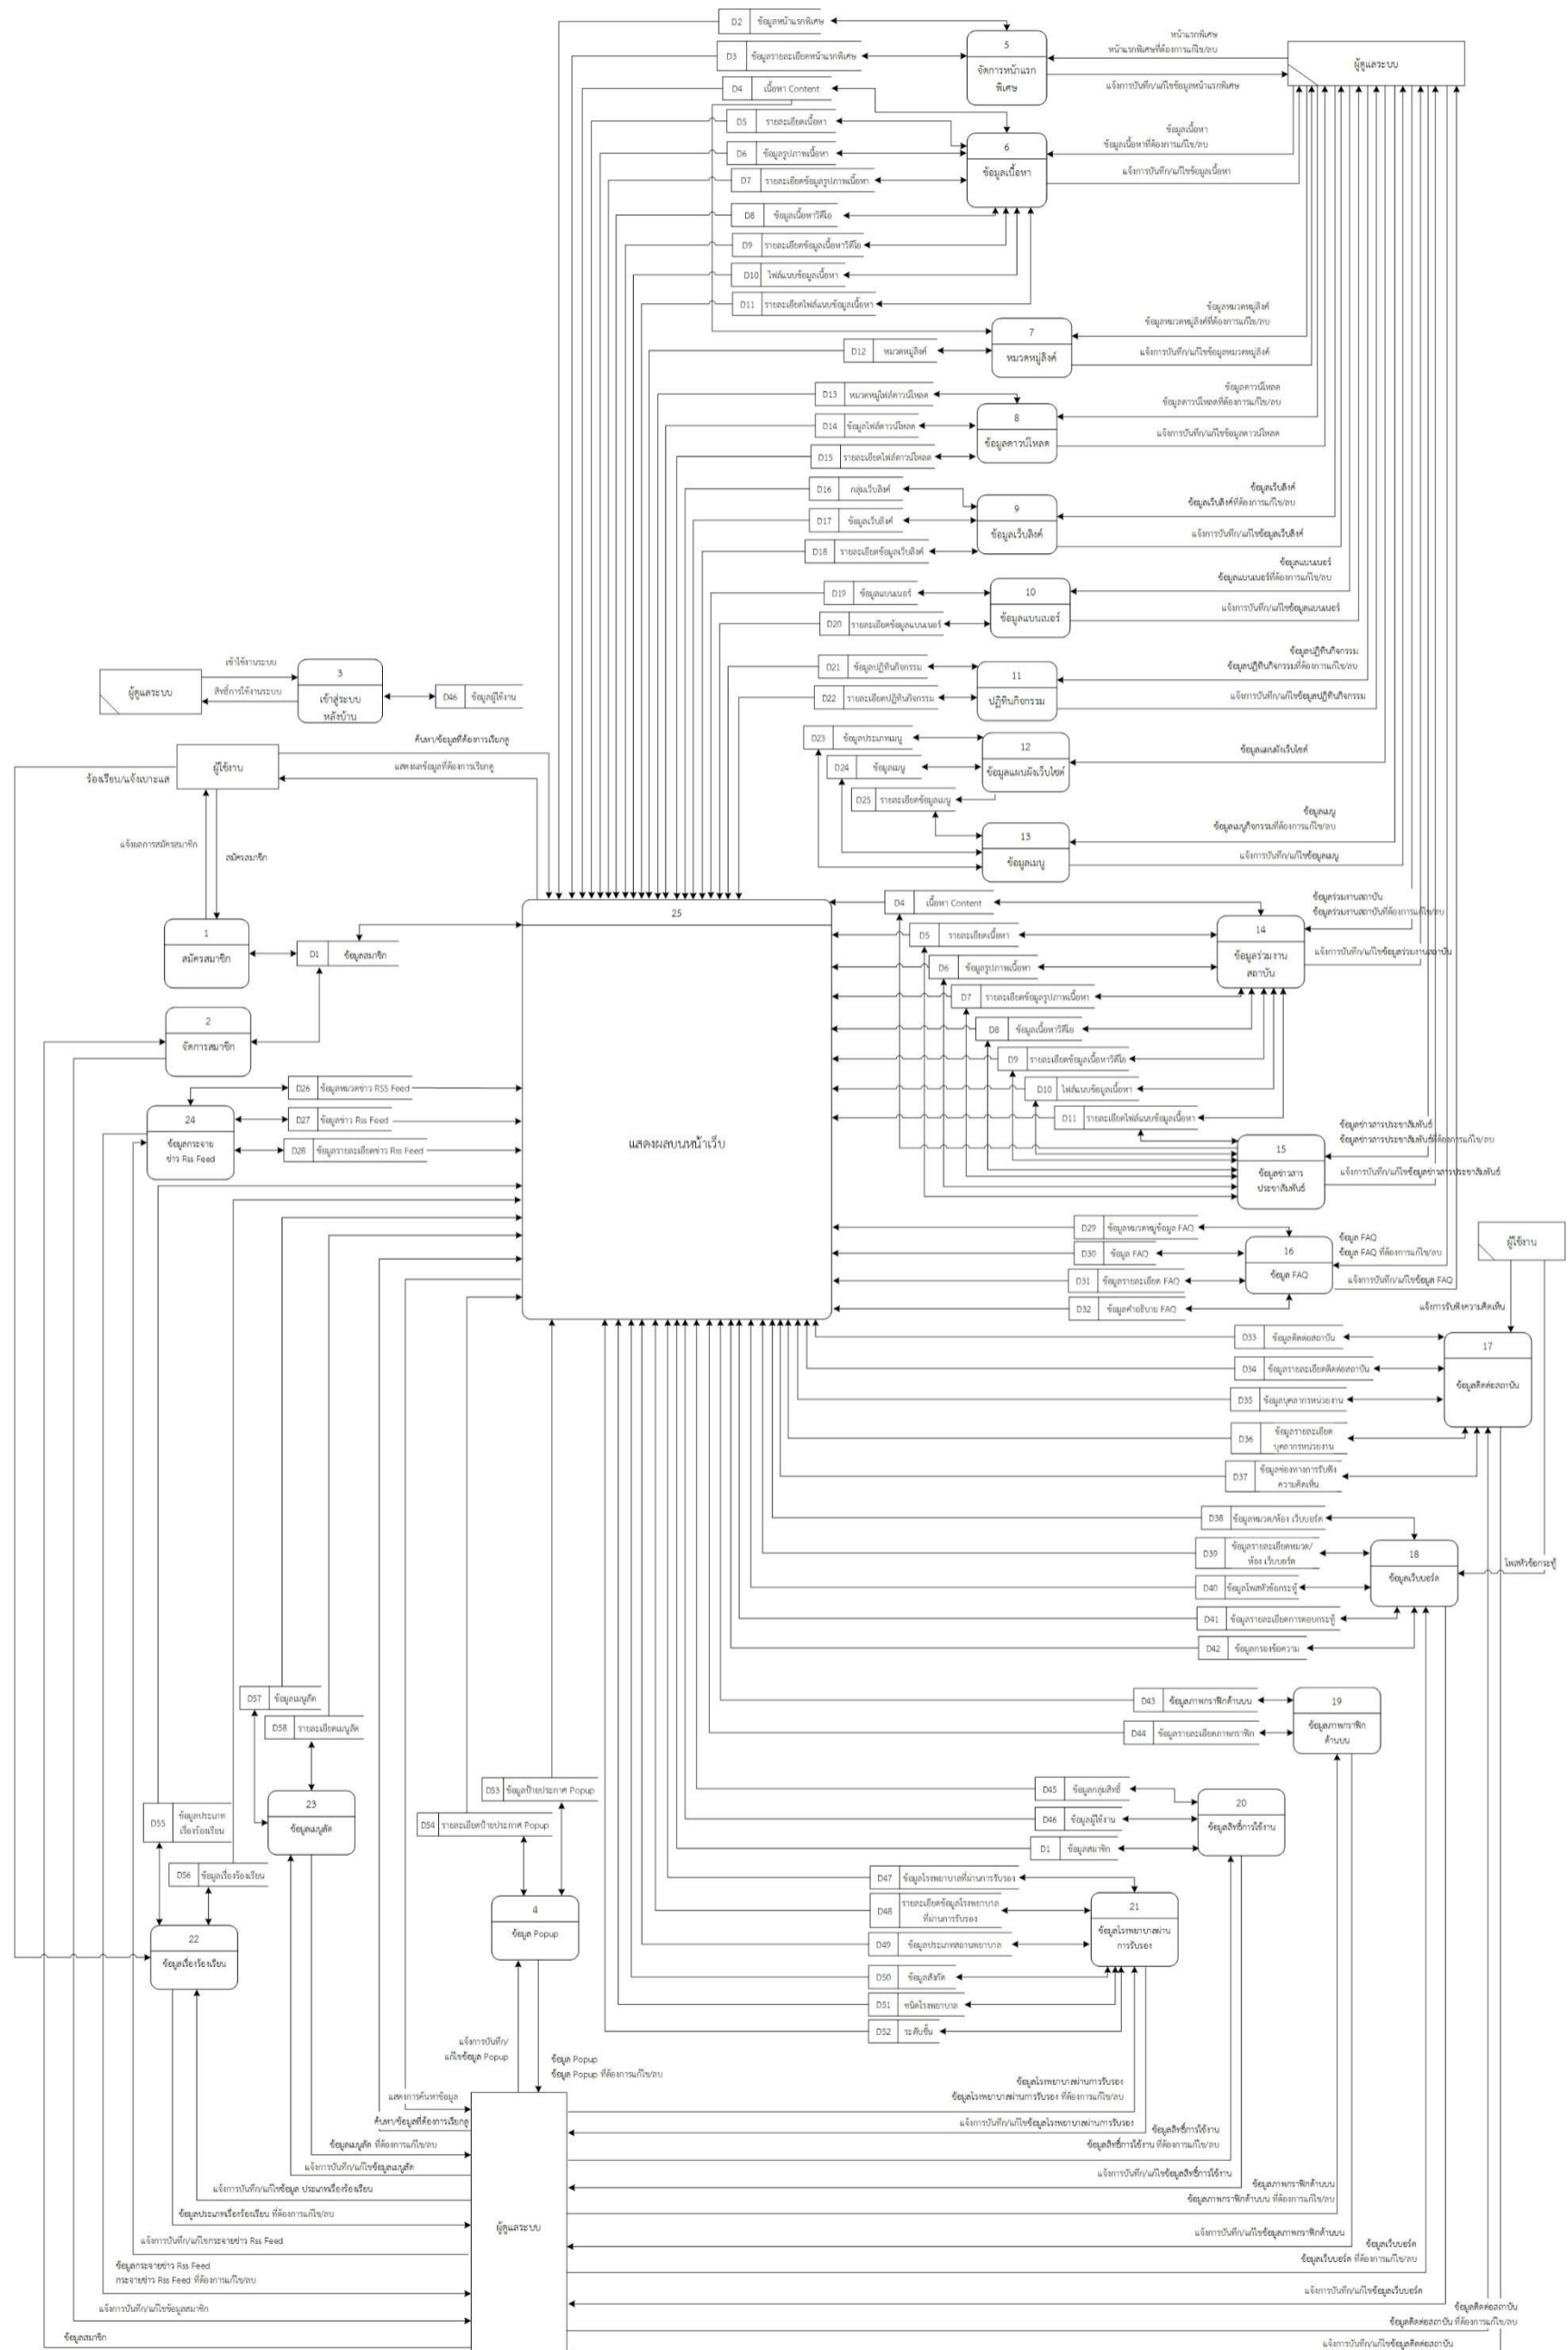 D2 ข้อมูลหน้าแรกพิเศษ
D3 ข้อมูลรายละเอียดหน้าแรกพิเศษ
D4 เนื้อหา Content
D5 รายละเอียดเนื้อหา
D6 ข้อมูลรูปภาพเนื้อหา
D7 รายละเอียดข้อมูลรูปภาพเนื้อหา
D8 ข้อมูลเนื้อหาวิดีโอ
D9 รายละเอียดข้อมูลเนื้อหาวิดีโอ
D10 ไฟล์แนบข้อมูลเนื้อหา
D11 รายละเอียดไฟล์แนบข้อมูลเนื้อหา
5
จัดการหน้าแรก
พิเศษ
หน้าแรกพิเศษ
หน้าแรกพิเศษที่ต้องการแก้ไข/ลบ
แจ้งการบันทึก/แก้ไขข้อมูลหน้าแรกพิเศษ
ผู้ดูแลระบบ
6
ข้อมูลเนื้อหา
ข้อมูลเนื้อหา
ข้อมูลเนื้อหาที่ต้องการแก้ไข/ลบ
แจ้งการบันทึก/แก้ไขข้อมูลเนื้อหา
7
หมวดหมู่ลิงค์
ข้อมูลหมวดหมู่ลิงค์
ข้อมูลหมวดหมู่ลิงค์ที่ต้องการแก้ไข/ลบ
แจ้งการบันทึก/แก้ไขข้อมูลหมวดหมู่ลิงค์
D12 หมวดหมู่ลิงค์
D13 หมวดหมู่ไฟล์ดาวน์โหลด
D14 ข้อมูลไฟล์ดาวน์โหลด
D15 รายละเอียดไฟล์ดาวน์โหลด
8
ข้อมูลดาวน์โหลด
ข้อมูลดาวน์โหลด
ข้อมูลดาวน์โหลดที่ต้องการแก้ไข/ลบ
แจ้งการบันทึก/แก้ไขข้อมูลดาวน์โหลด
D16 กลุ่มเว็บลิงค์
D17 ข้อมูลเว็บลิงค์
D18 รายละเอียดข้อมูลเว็บลิงค์
9
ข้อมูลเว็บลิงค์
ข้อมูลเว็บลิงค์
ข้อมูลเว็บลิงค์ที่ต้องการแก้ไข/ลบ
แจ้งการบันทึก/แก้ไขข้อมูลเว็บลิงค์
D19 ข้อมูลแบนเนอร์
D20 รายละเอียดข้อมูลแบนเนอร์
10
ข้อมูลแบนเนอร์
ข้อมูลแบนเนอร์
ข้อมูลแบนเนอร์ที่ต้องการแก้ไข/ลบ
แจ้งการบันทึก/แก้ไขข้อมูลแบนเนอร์
D21 ข้อมูลปฏิทินกิจกรรม
D22 รายละเอียดปฏิทินกิจกรรม
11
ปฏิทินกิจกรรม
ข้อมูลปฏิทินกิจกรรม
ข้อมูลปฏิทินกิจกรรมที่ต้องการแก้ไข/ลบ
แจ้งการบันทึก/แก้ไขข้อมูลปฏิทินกิจกรรม
ผู้ดูแลระบบ
เข้าใช้งานระบบ
สิทธิ์การใช้งานระบบ
3
เข้าสู่ระบบ
หลังบ้าน
D46 ข้อมูลผู้ใช้งาน
ผู้ใช้งาน
ค้นหา/ข้อมูลที่ต้องการเรียกดู
แสดงผลข้อมูลที่ต้องการเรียกดู
ร้องเรียน/แจ้งเบาะแส
แจ้งผลการสมัครสมาชิก
สมัครสมาชิก
D23 ข้อมูลประเภทเมนู
D24 ข้อมูลเมนู
D25 รายละเอียดข้อมูลเมนู
12
ข้อมูลแผนผังเว็บไซต์
ข้อมูลแผนผังเว็บไซต์
13
ข้อมูลเมนู
ข้อมูลเมนู
ข้อมูลเมนูกิจกรรมที่ต้องการแก้ไข/ลบ
แจ้งการบันทึก/แก้ไขข้อมูลเมนู
1
สมัครสมาชิก
D1 ข้อมูลสมาชิก
2
จัดการสมาชิก
24
ข้อมูลกระจาย
ข่าว Rss Feed
D26 ข้อมูลหมวดข่าว RSS Feed
D27 ข้อมูลข่าว Rss Feed
D28 ข้อมูลรายละเอียดข่าว Rss Feed
25
แสดงผลบนหน้าเว็บ
D4 เนื้อหา Content
D5 รายละเอียดเนื้อหา
D6 ข้อมูลรูปภาพเนื้อหา
D7 รายละเอียดข้อมูลรูปภาพเนื้อหา
D8 ข้อมูลเนื้อหาวิดีโอ
D9 รายละเอียดข้อมูลเนื้อหาวิดีโอ
D10 ไฟล์แนบข้อมูลเนื้อหา
D11 รายละเอียดไฟล์แนบข้อมูลเนื้อหา
14
ข้อมูลร่วมงาน
สถาบัน
ข้อมูลร่วมงานสถาบัน
ข้อมูลร่วมงานสถาบันที่ต้องการแก้ไข/ลบ
แจ้งการบันทึก/แก้ไขข้อมูลร่วมงานสถาบัน
15
ข้อมูลข่าวสาร
ประชาสัมพันธ์
ข้อมูลข่าวสารประชาสัมพันธ์
ข้อมูลข่าวสารประชาสัมพันธ์ที่ต้องการแก้ไข/ลบ
แจ้งการบันทึก/แก้ไขข้อมูลข่าวสารประชาสัมพันธ์
D29 ข้อมูลหมวดหมู่ข้อมูล FAQ
D30 ข้อมูล FAQ
D31 ข้อมูลรายละเอียด FAQ
D32 ข้อมูลคำอธิบาย FAQ
16
ข้อมูล FAQ
ข้อมูล FAQ
ข้อมูล FAQ ที่ต้องการแก้ไข/ลบ
แจ้งการบันทึก/แก้ไขข้อมูล FAQ
ผู้ใช้งาน
แจ้งการรับฟังความคิดเห็น
D33 ข้อมูลติดต่อสถาบัน
D34 ข้อมูลรายละเอียดติดต่อสถาบัน
D35 ข้อมูลบุคลากรหน่วยงาน
D36 ข้อมูลรายละเอียด
บุคลากรหน่วยงาน
D37 ข้อมูลช่องทางการรับฟัง
ความคิดเห็น
17
ข้อมูลติดต่อสถาบัน
D38 ข้อมูลหมวด/ห้อง เว็บบอร์ด
D39 ข้อมูลรายละเอียดหมวด/
ห้อง เว็บบอร์ด
D40 ข้อมูลโพสหัวข้อกระทู้
D41 ข้อมูลรายละเอียดการตอบกระทู้
D42 ข้อมูลกรองข้อความ
18
ข้อมูลเว็บบอร์ด
โพสหัวข้อกระทู้
D43 ข้อมูลภาพกราฟิกด้านบน
D44 ข้อมูลรายละเอียดภาพกราฟิก
19
ข้อมูลภาพกราฟิก
ด้านบน
D57 ข้อมูลเมนูลัด
D58 รายละเอียดเมนูลัด
23
ข้อมูลเมนูลัด
D53 ข้อมูลป้ายประกาศ Popup
D54 รายละเอียดป้ายประกาศ Popup
4
ข้อมูล Popup
D45 ข้อมูลกลุ่มสิทธิ์
D46 ข้อมูลผู้ใช้งาน
D1 ข้อมูลสมาชิก
20
ข้อมูลสิทธิ์การใช้งาน
D55 ข้อมูลประเภท
เรื่องร้องเรียน
D56 ข้อมูลเรื่องร้องเรียน
22
ข้อมูลเรื่องร้องเรียน
D47 ข้อมูลโรงพยาบาลที่ผ่านการรับรอง
D48 รายละเอียดข้อมูลโรงพยาบาล
ที่ผ่านการรับรอง
D49 ข้อมูลประเภทสถานพยาบาล
D50 ข้อมูลสังกัด
D51 ชนิดโรงพยาบาล
D52 ระดับขั้น
21
ข้อมูลโรงพยาบาลผ่าน
การรับรอง
แจ้งการบันทึก/
แก้ไขข้อมูล Popup
ข้อมูล Popup
ข้อมูล Popup ที่ต้องการแก้ไข/ลบ
แสดงการค้นหาข้อมูล
ค้นหา/ข้อมูลที่ต้องการเรียกดู
ข้อมูลเมนูลัด ที่ต้องการแก้ไข/ลบ
แจ้งการบันทึก/แก้ไขข้อมูลเมนูลัด
แจ้งการบันทึก/แก้ไขข้อมูล ประเภทเรื่องร้องเรียน
ข้อมูลประเภทเรื่องร้องเรียน ที่ต้องการแก้ไข/ลบ
แจ้งการบันทึก/แก้ไขกระจายข่าว Rss Feed
ข้อมูลกระจายข่าว Rss Feed
กระจายข่าว Rss Feed ที่ต้องการแก้ไข/ลบ
แจ้งการบันทึก/แก้ไขข้อมูลสมาชิก
ข้อมูลสมาชิก
ผู้ดูแลระบบ
ข้อมูลโรงพยาบาลผ่านการรับรอง
ข้อมูลโรงพยาบาลผ่านการรับรอง ที่ต้องการแก้ไข/ลบ
แจ้งการบันทึก/แก้ไขข้อมูลโรงพยาบาลผ่านการรับรอง
ข้อมูลสิทธิ์การใช้งาน
ข้อมูลสิทธิ์การใช้งาน ที่ต้องการแก้ไข/ลบ
แจ้งการบันทึก/แก้ไขข้อมูลสิทธิ์การใช้งาน
ข้อมูลภาพกราฟิกด้านบน
ข้อมูลภาพกราฟิกด้านบน ที่ต้องการแก้ไข/ลบ
แจ้งการบันทึก/แก้ไขข้อมูลภาพกราฟิกด้านบน
ข้อมูลเว็บบอร์ด
ข้อมูลเว็บบอร์ด ที่ต้องการแก้ไข/ลบ
แจ้งการบันทึก/แก้ไขข้อมูลเว็บบอร์ด
ข้อมูลติดต่อสถาบัน
ข้อมูลติดต่อสถาบัน ที่ต้องการแก้ไข/ลบ
แจ้งการบันทึก/แก้ไขข้อมูลติดต่อสถาบัน